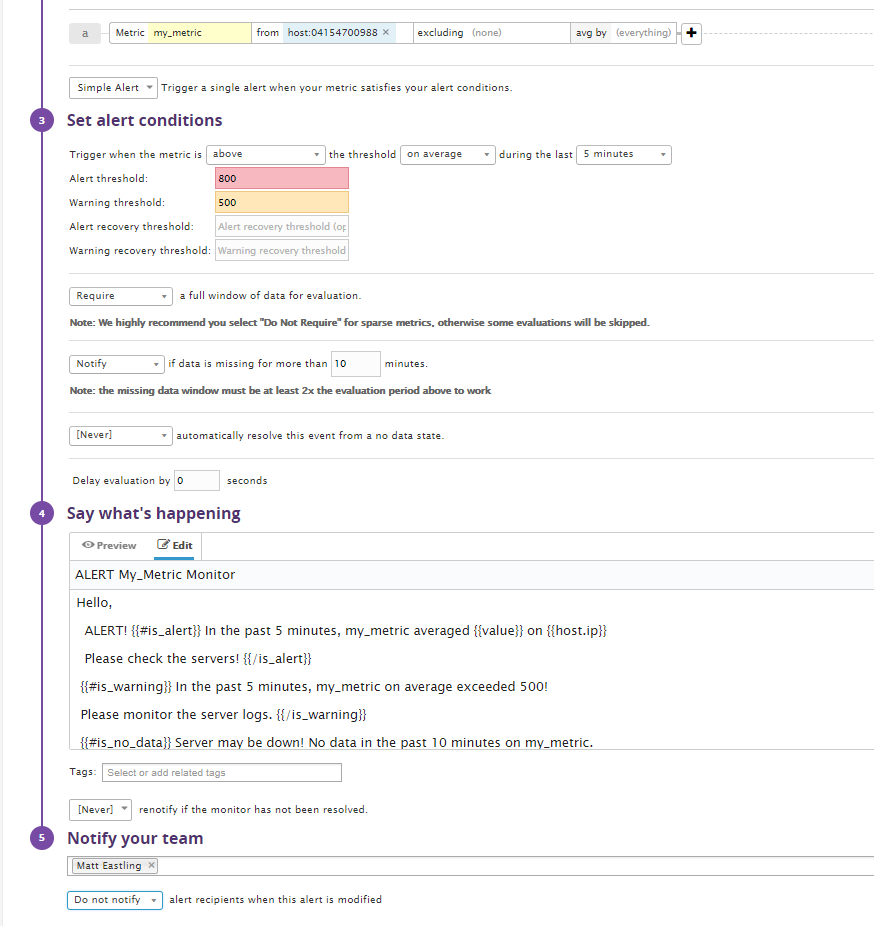 a Metric my_metric from host:04154700988 × excluding (none) avg by (everything) +
Simple Alert Trigger a single alert when your metric satisfies your alert conditions.
3 Set alert conditions
Trigger when the metric is above the threshold on average during the last 5 minutes
Alert threshold: 800
Warning threshold: 500
Alert recovery threshold: Alert recovery threshold (op
Warning recovery threshold: Warning recovery threshold
Require a full window of data for evaluation.
Note: We highly recommend you select "Do Not Require" for sparse metrics, otherwise some evaluations will be skipped.
Notify if data is missing for more than 10 minutes.
Note: the missing data window must be at least 2x the evaluation period above to work
[Never] automatically resolve this event from a no data state.
Delay evaluation by 0 seconds
4 Say what's happening
Preview Edit
ALERT My_Metric Monitor
Hello,
ALERT! {{#is_alert}} In the past 5 minutes, my_metric averaged {{value}} on {{host.ip}}
Please check the servers! {{/is_alert}}
{{#is_warning}} In the past 5 minutes, my_metric on average exceeded 500!
Please monitor the server logs. {{/is_warning}}
{{#is_no_data}} Server may be down! No data in the past 10 minutes on my_metric.
Tags: Select or add related tags
[Never] renotify if the monitor has not been resolved.
5 Notify your team
Matt Eastling ×
Do not notify alert recipients when this alert is modified